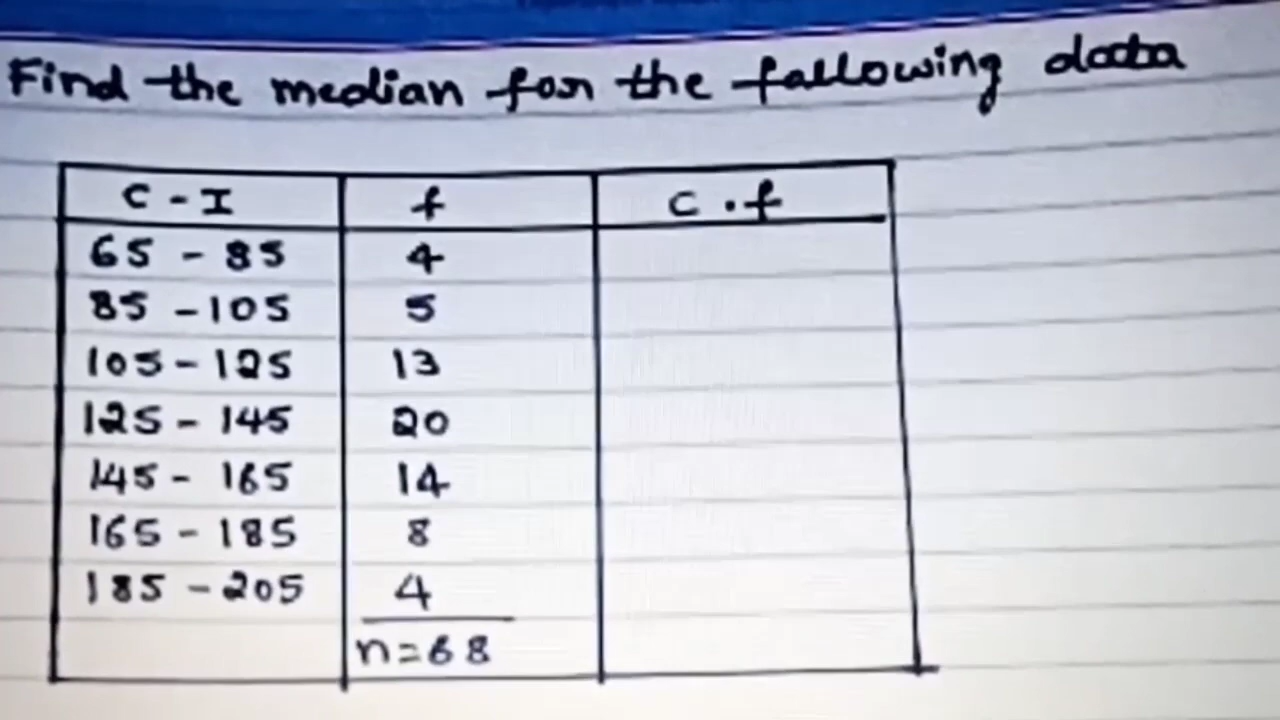 Find the median for the fallowing data
C - I f C.f
65 - 85 4
85 - 105 5
105 - 125 13
125 - 145 20
145 - 165 14
165 - 185 8
185 - 205 4
n = 68